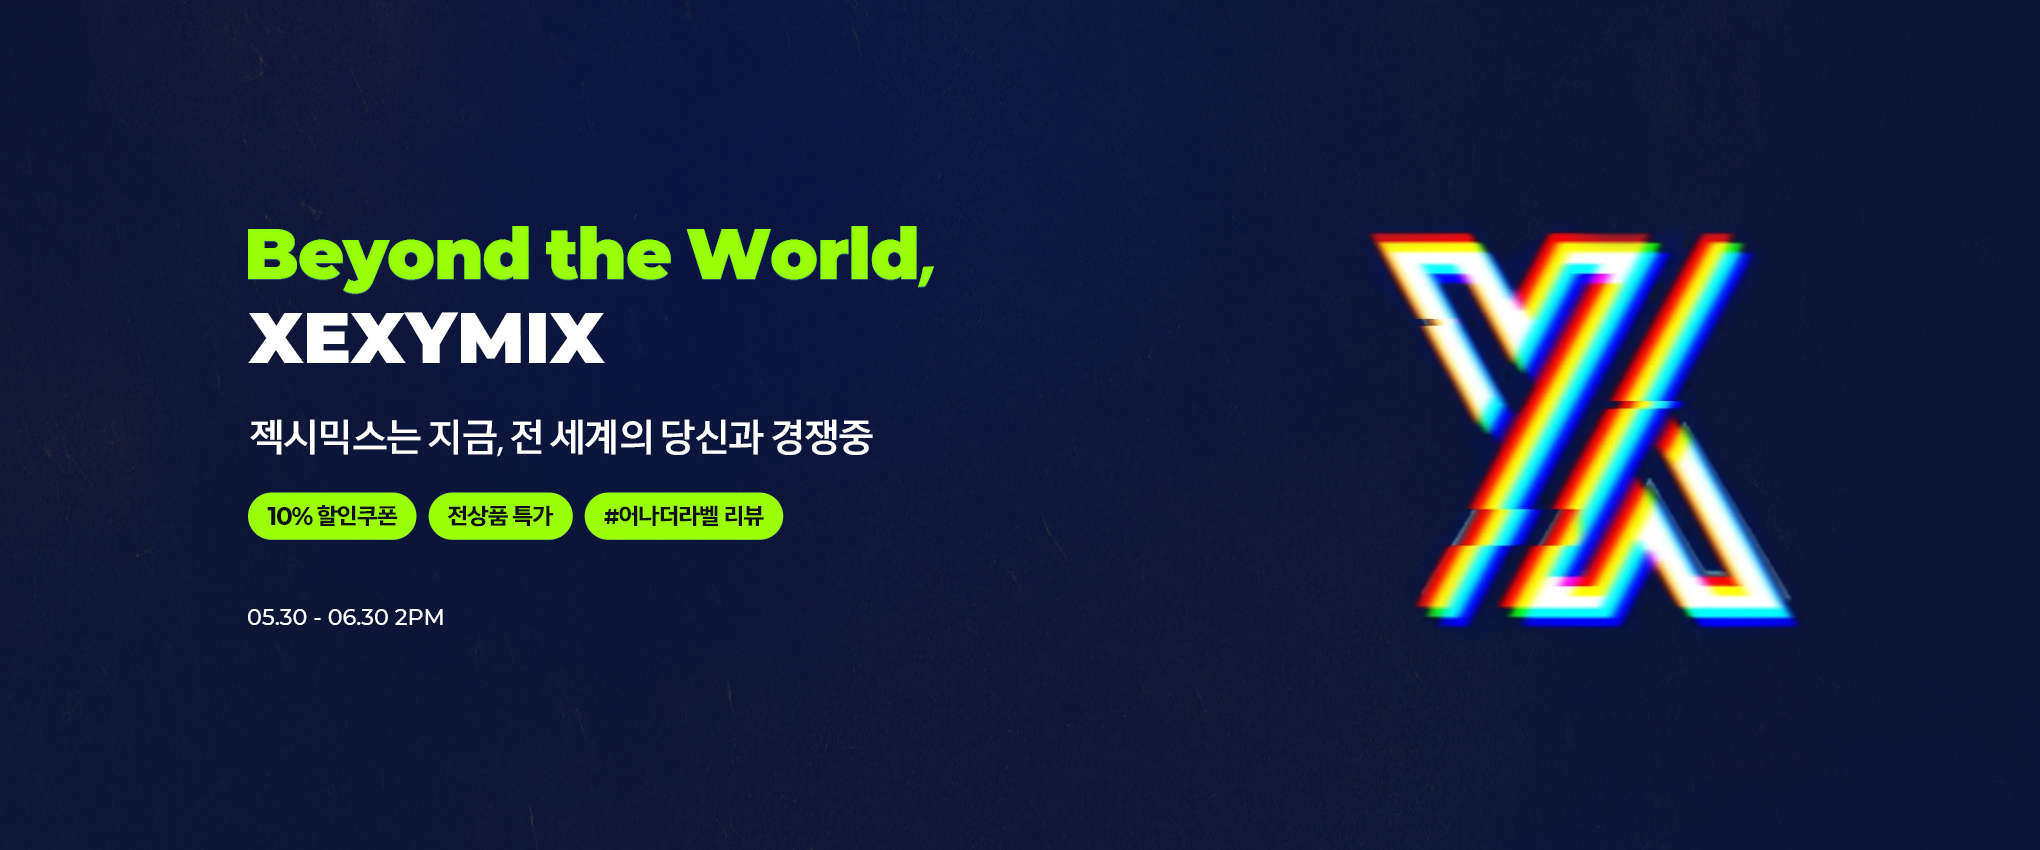 Beyond the World,
XEXYMIX
젝시믹스는 지금, 전 세계의 당신과 경쟁중
10% 할인쿠폰 전상품 특가 #어나더라벨 리뷰
05.30 - 06.30 2PM